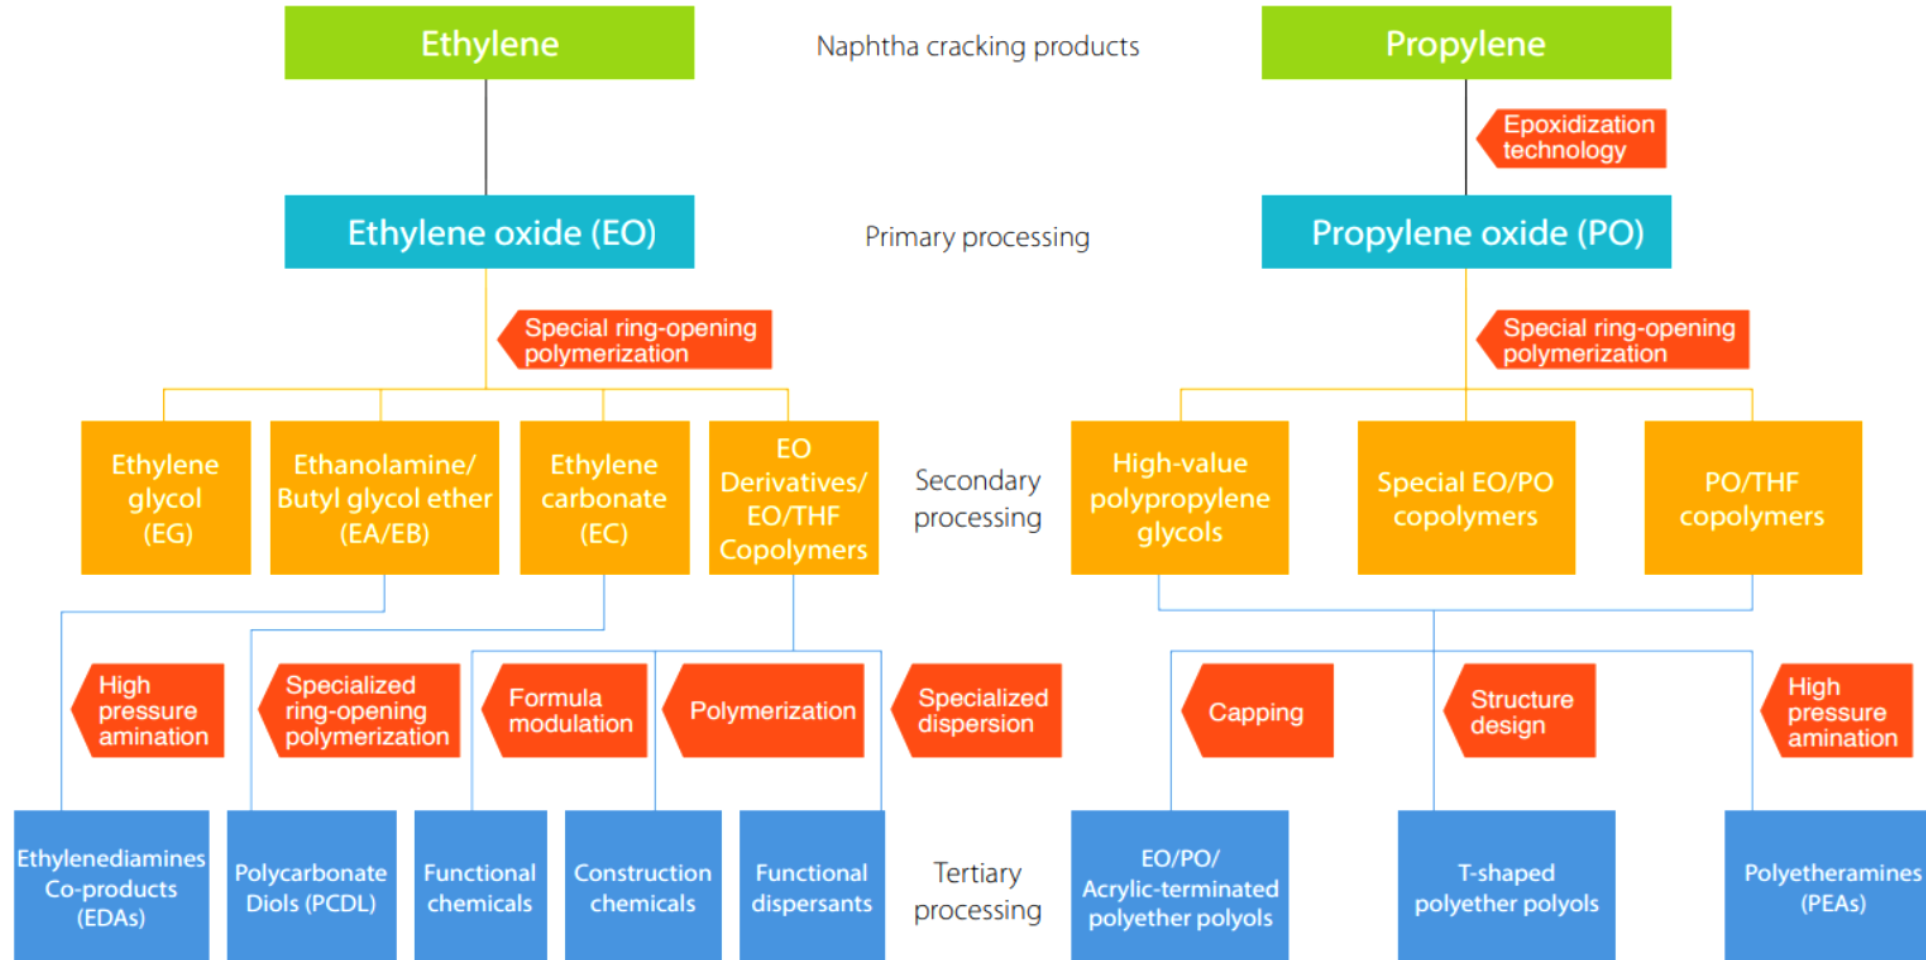 Ethylene
Naphtha cracking products
Propylene
Epoxidization
technology
Ethylene oxide (EO)
Primary processing
Propylene oxide (PO)
Special ring-opening
polymerization
Special ring-opening
polymerization
Ethylene
glycol
(EG)
Ethanolamine/
Butyl glycol ether
(EA/EB)
Ethylene
carbonate
(EC)
EO
Derivatives/
EO/THF
Copolymers
Secondary
processing
High-value
polypropylene
glycols
Special EO/PO
copolymers
PO/THF
copolymers
High
pressure
amination
Specialized
ring-opening
polymerization
Formula
modulation
Polymerization
Specialized
dispersion
Capping
Structure
design
High
pressure
amination
Ethylenediamines
Co-products
(EDAs)
Polycarbonate
Diols (PCDL)
Functional
chemicals
Construction
chemicals
Functional
dispersants
Tertiary
processing
EO/PO/
Acrylic-terminated
polyether polyols
T-shaped
polyether polyols
Polyetheramines
(PEAs)